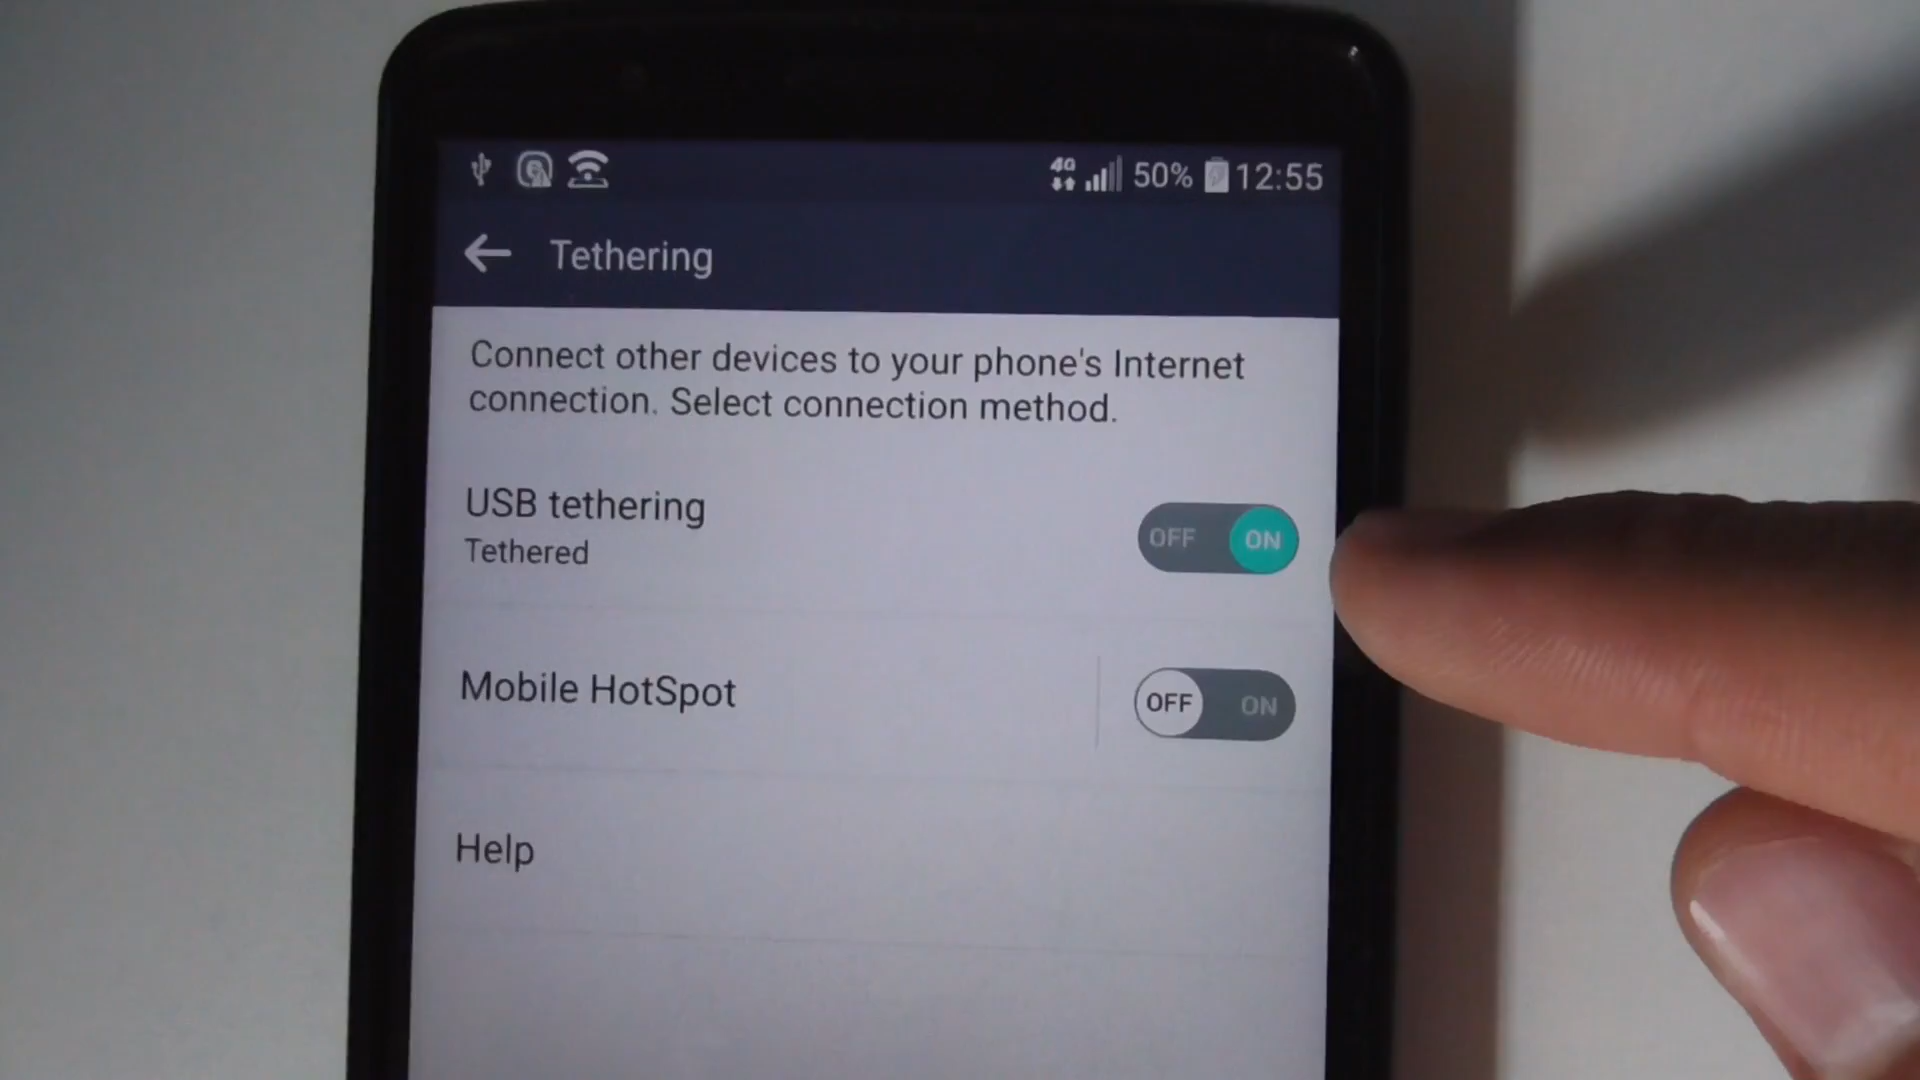 4G 50% 12:55
Tethering
Connect other devices to your phone's Internet
connection. Select connection method.
USB tethering OFF ON
Tethered
Mobile HotSpot OFF ON
Help